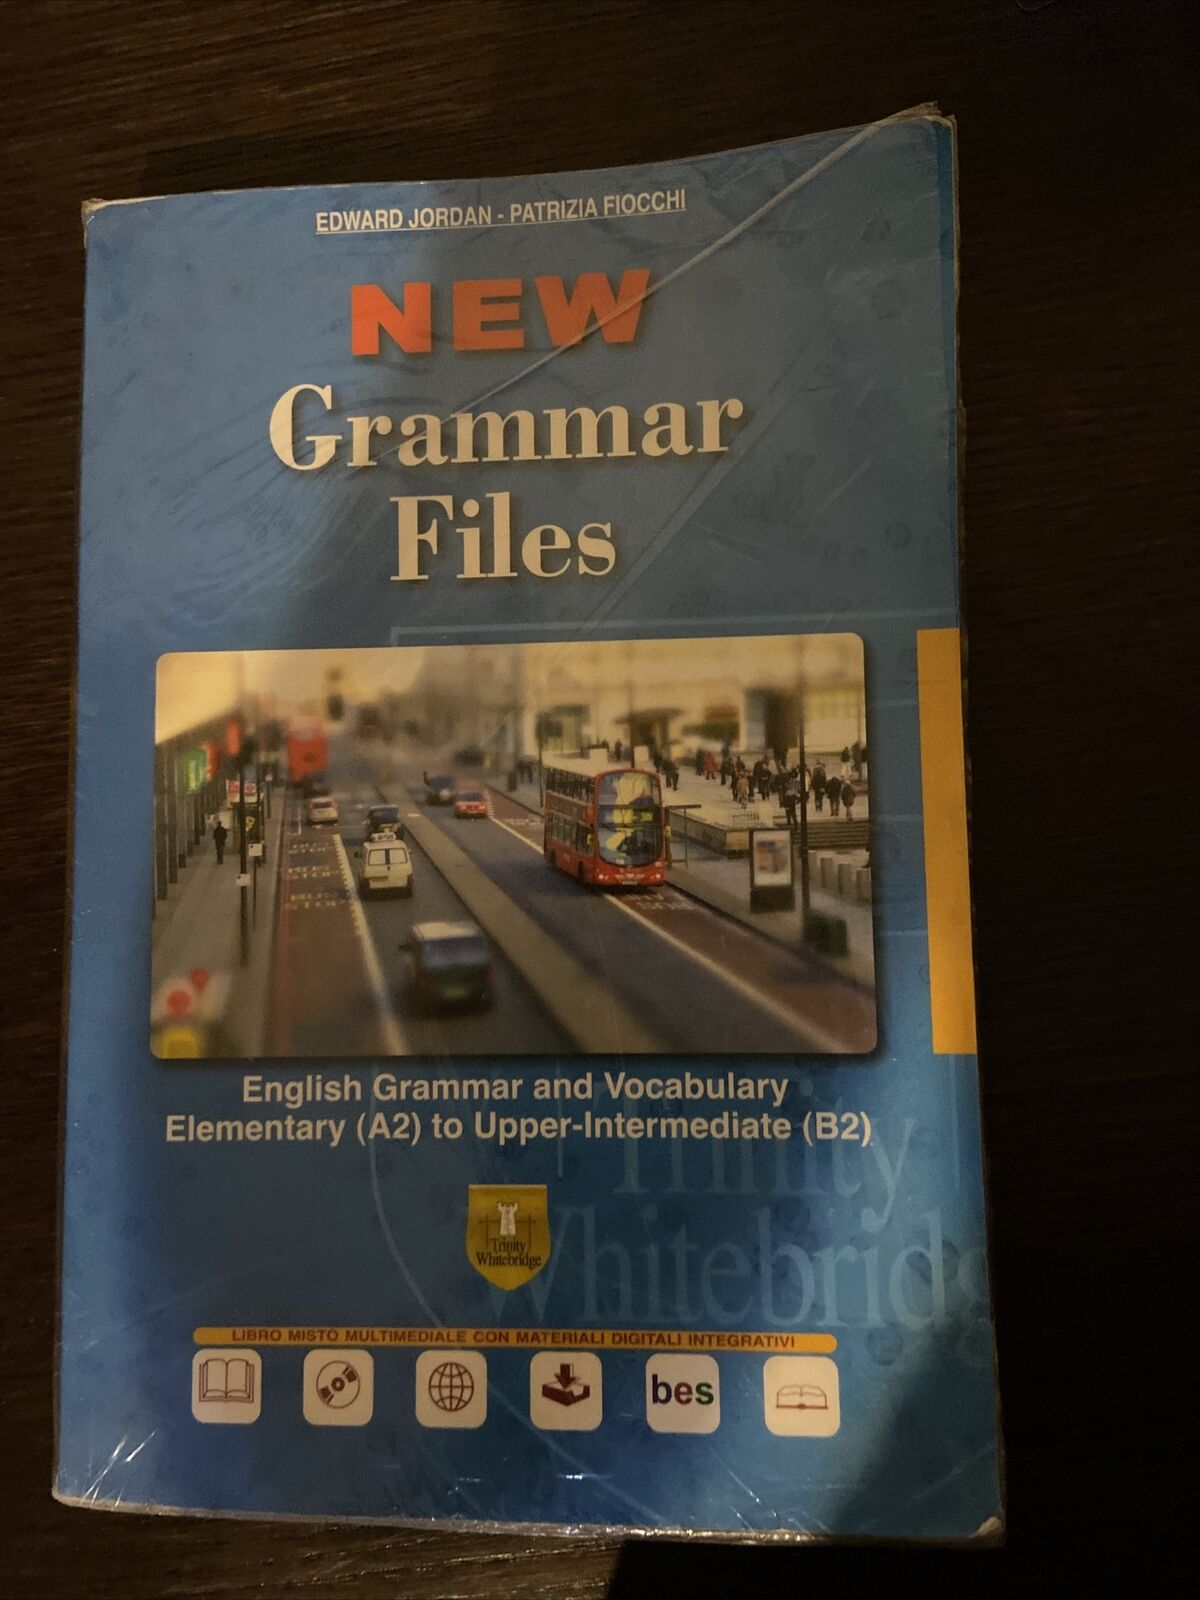 EDWARD JORDAN - PATRIZIA FIOCCHI
NEW
Grammar
Files
English Grammar and Vocabulary
Elementary (A2) to Upper-Intermediate (B2)
Trinity
Whitebridge
Trinity
Whitebrid
LIBRO MISTO MULTIMEDIALE CON MATERIALI DIGITALI INTEGRATIVI
bes